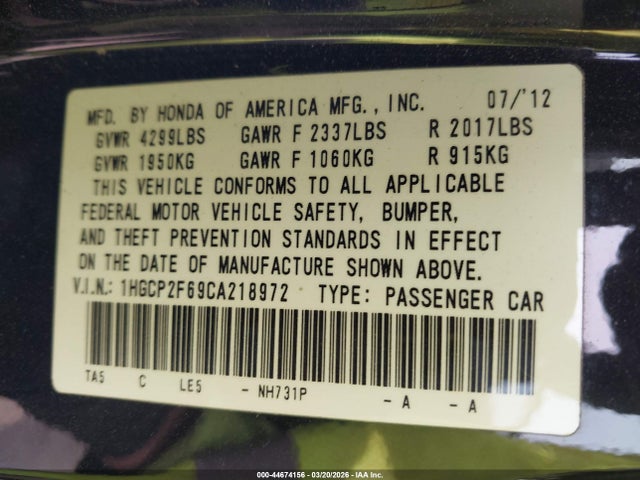 MFD. BY HONDA OF AMERICA MFG., INC. 07/'12
GVWR 4299LBS GAWR F 2337LBS R 2017LBS
GVWR 1950KG GAWR F 1060KG R 915KG
THIS VEHICLE CONFORMS TO ALL APPLICABLE
FEDERAL MOTOR VEHICLE SAFETY, BUMPER,
AND THEFT PREVENTION STANDARDS IN EFFECT
ON THE DATE OF MANUFACTURE SHOWN ABOVE.
V.I.N.: 1HGCP2F69CA218972 TYPE: PASSENGER CAR
TA5 C LE5 - NH731P - A - A
000-44674156 | 03/20/2026 | IAA Inc.